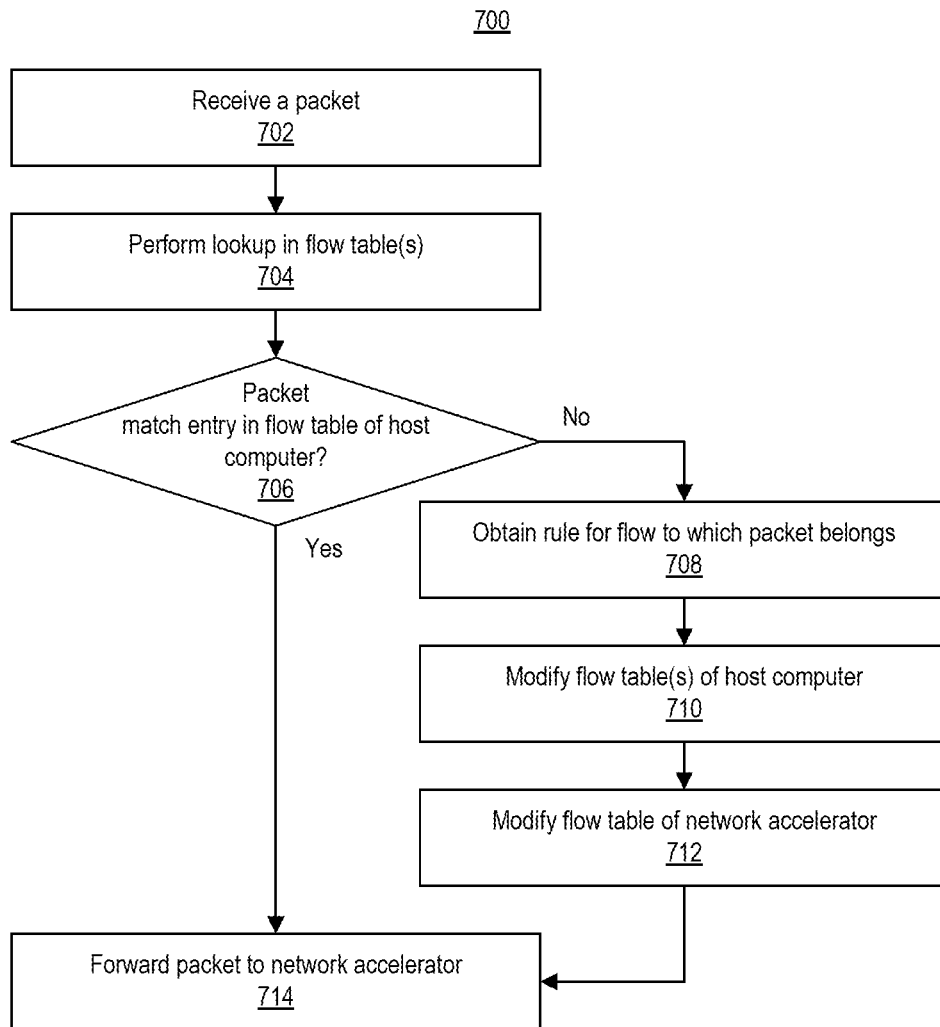 700
Receive a packet
702
Perform lookup in flow table(s)
704
Packet
match entry in flow table of host
computer?
706
No
Yes
Obtain rule for flow to which packet belongs
708
Modify flow table(s) of host computer
710
Modify flow table of network accelerator
712
Forward packet to network accelerator
714